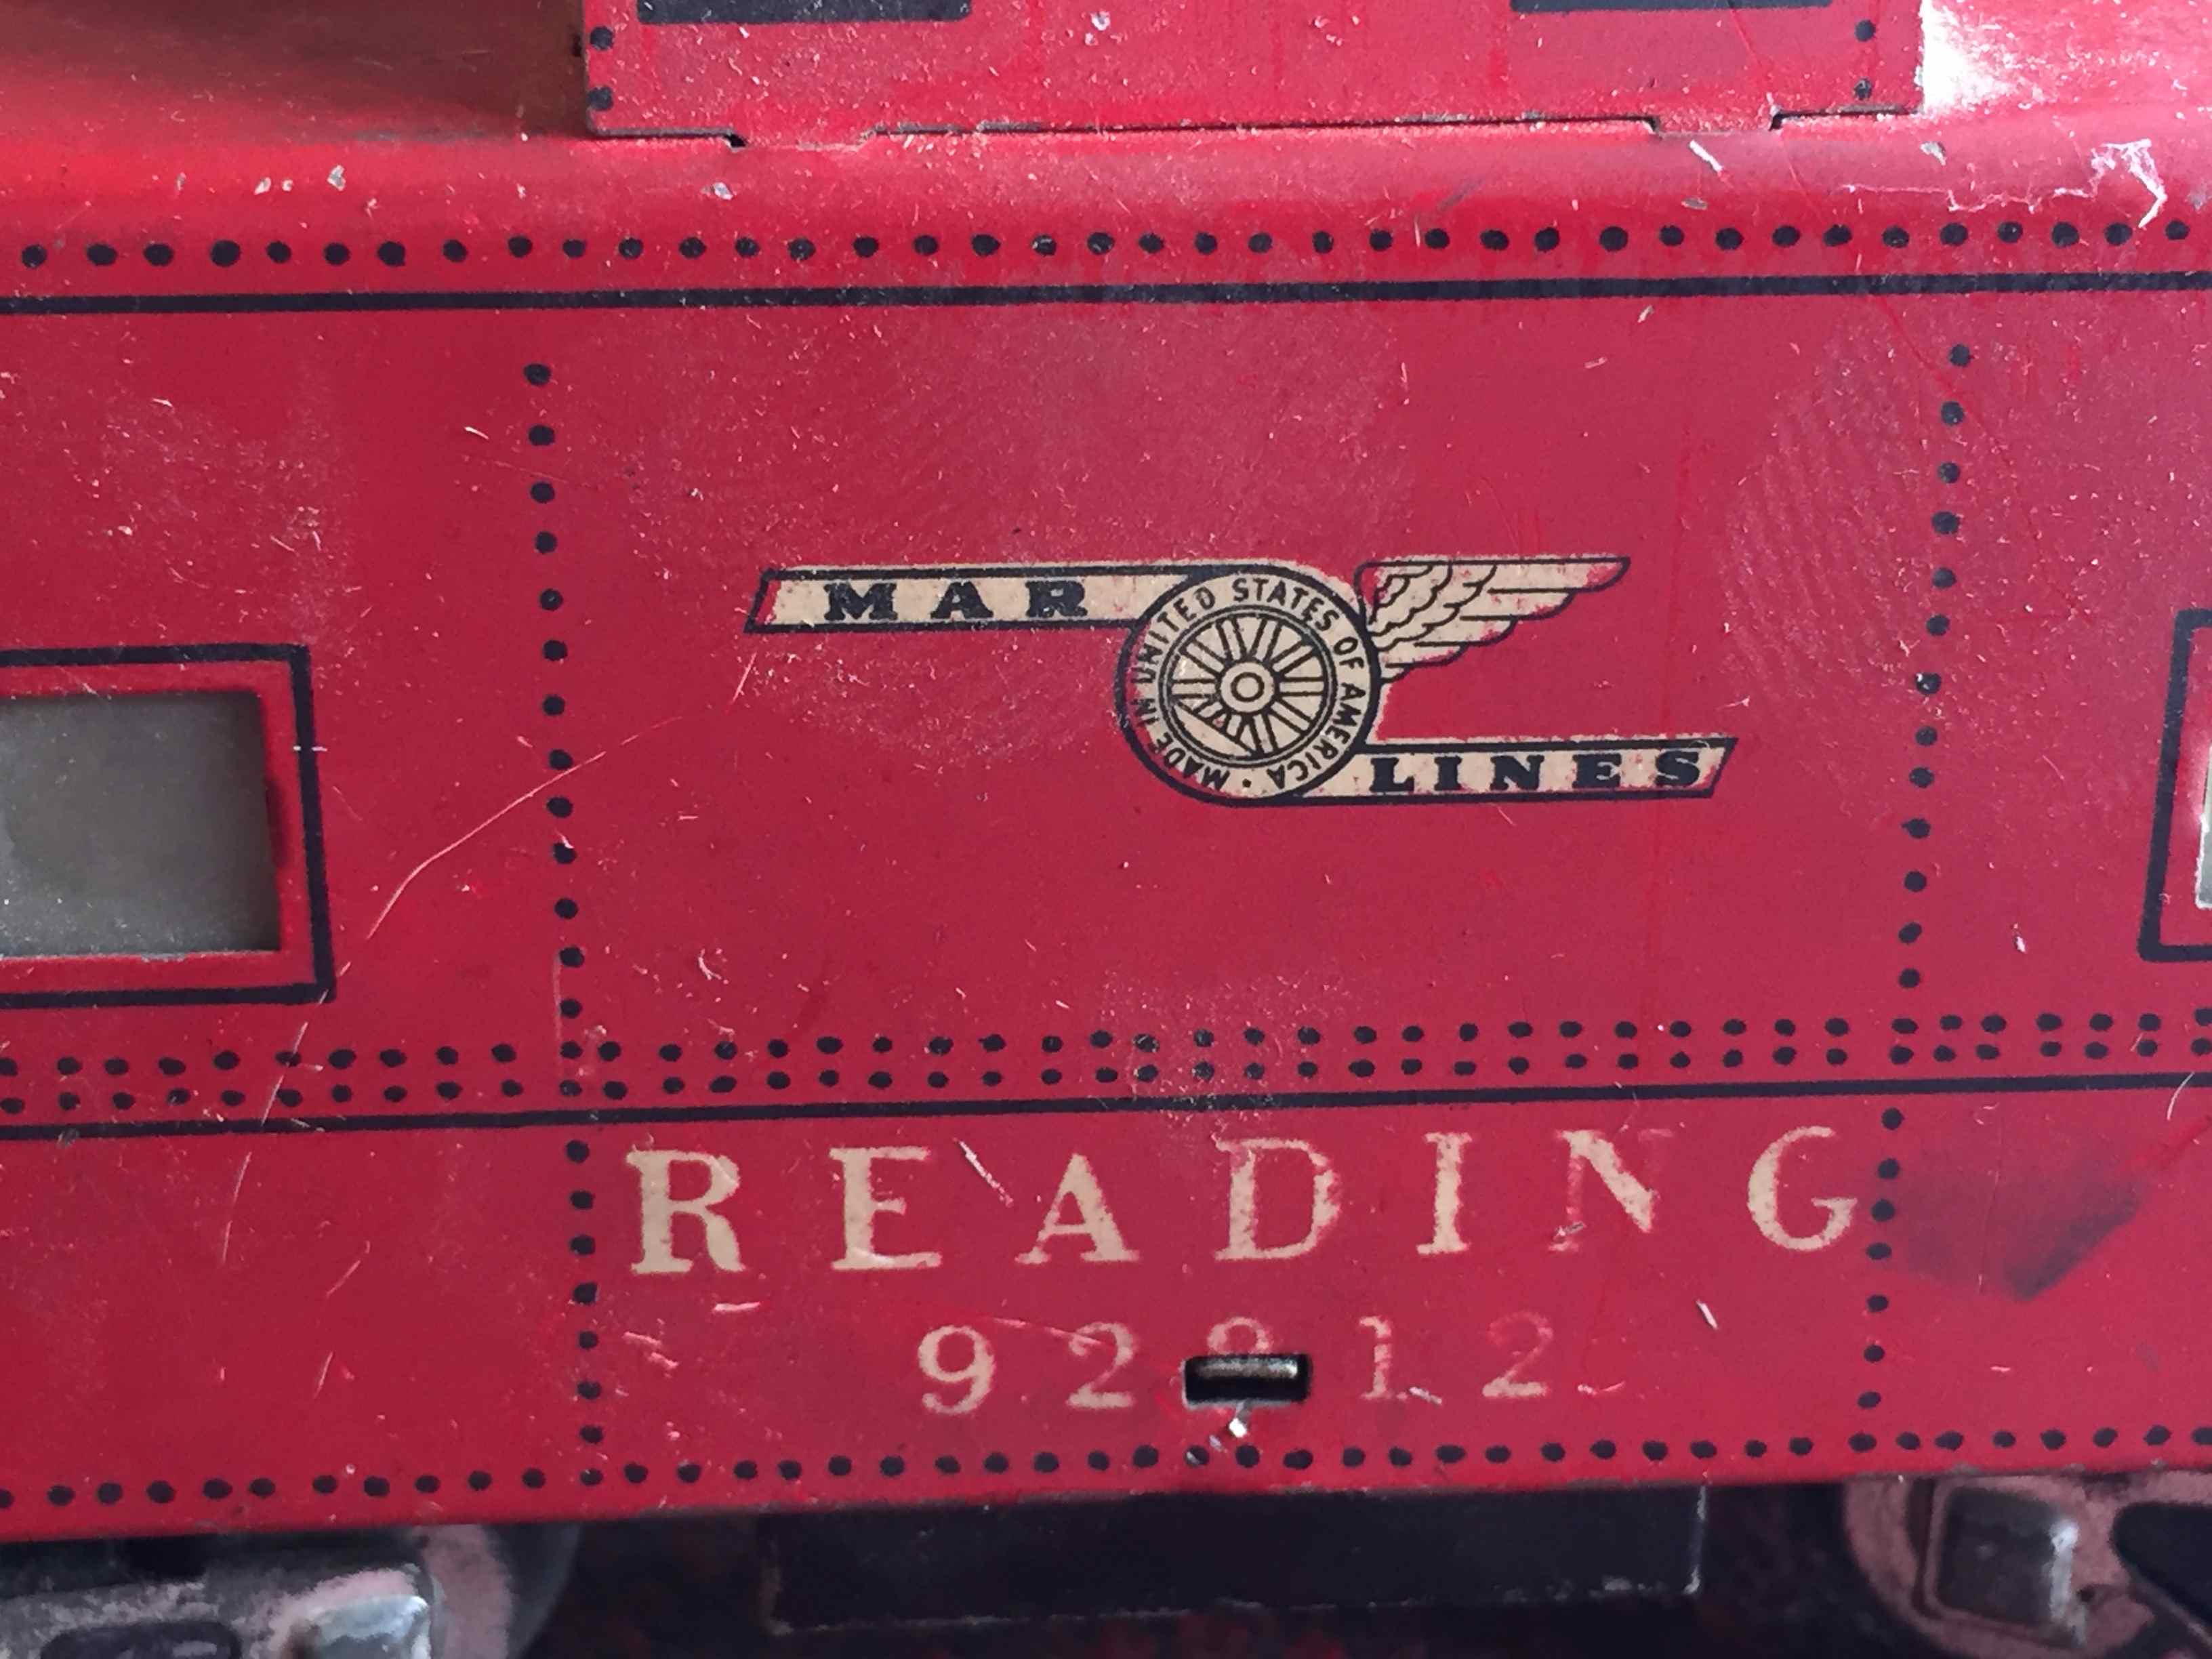 MAR
MADE IN UNITED STATES OF AMERICA •
LINES
READING
92812